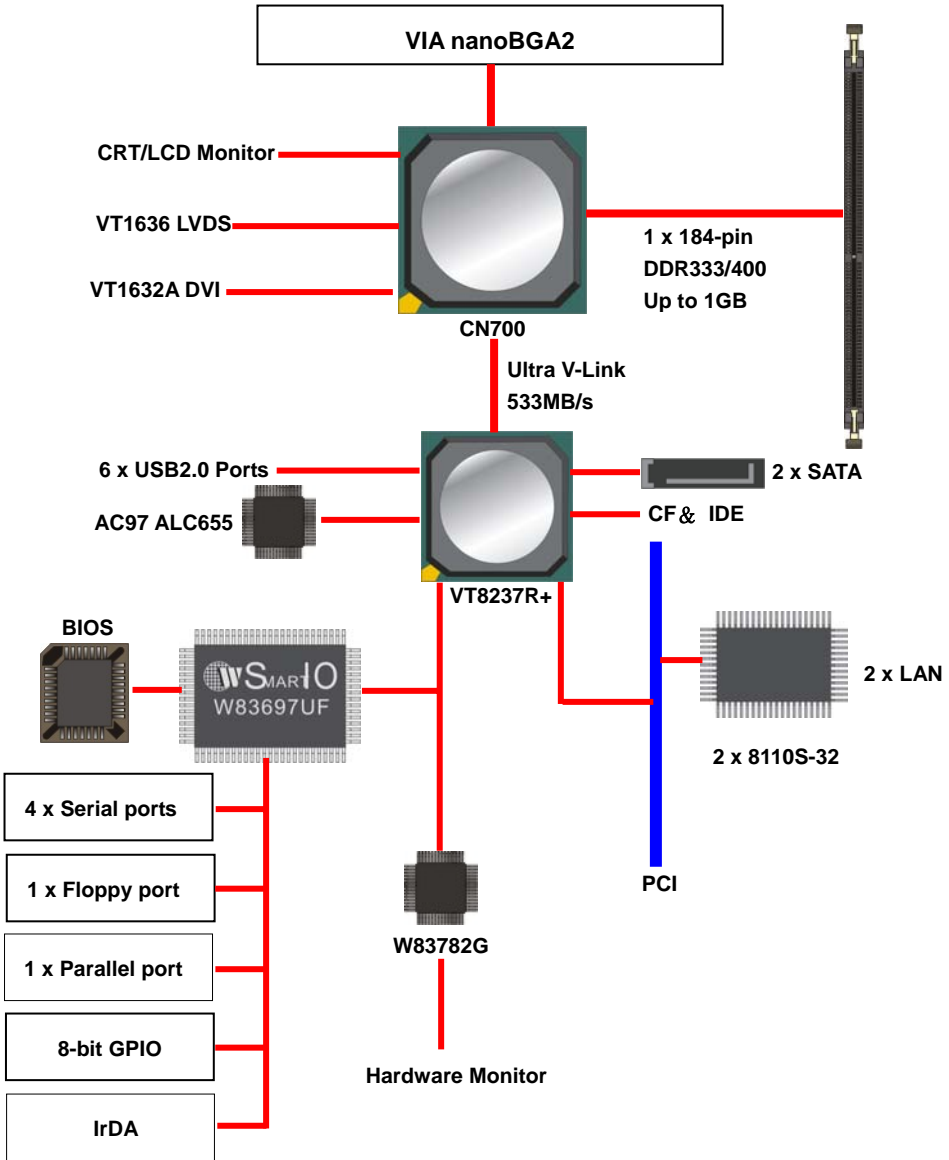 VIA nanoBGA2
CRT/LCD Monitor
VT1636 LVDS
VT1632A DVI
1 x 184-pin
DDR333/400
Up to 1GB
CN700
Ultra V-Link
533MB/s
6 x USB2.0 Ports
2 x SATA
AC97 ALC655
CF& IDE
VT8237R+
BIOS
W SMART IO
W83697UF
2 x LAN
2 x 8110S-32
4 x Serial ports
1 x Floppy port
PCI
W83782G
1 x Parallel port
8-bit GPIO
Hardware Monitor
IrDA